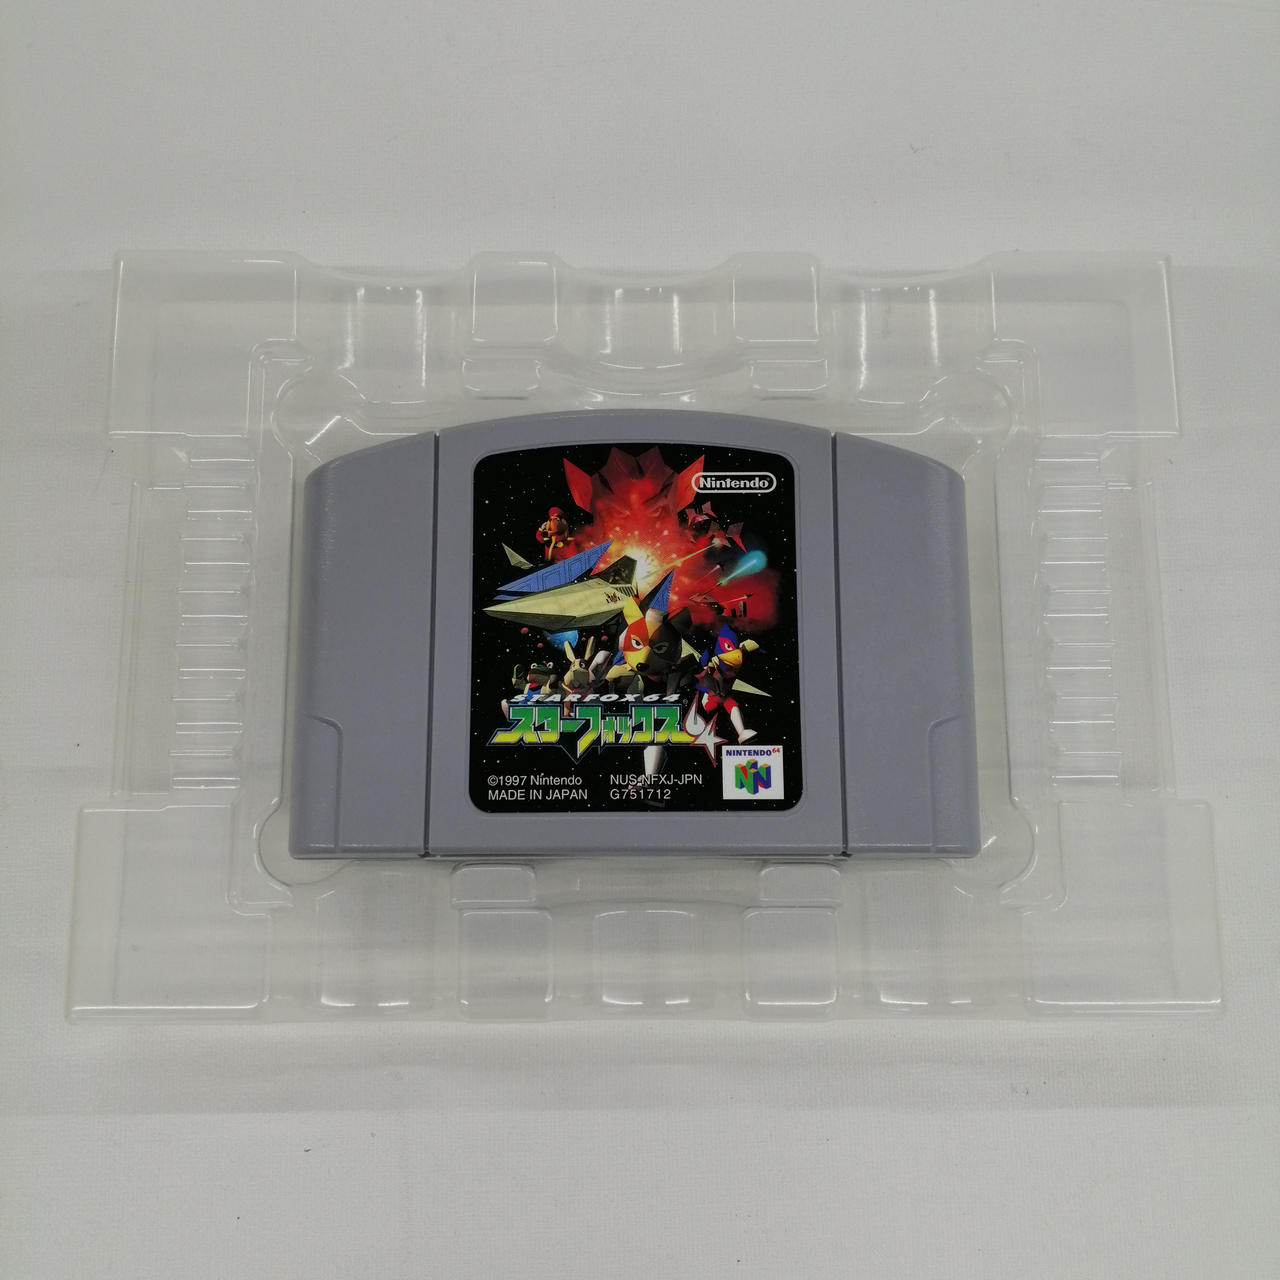 Nintendo
STARFOX64
スターフォックス64
NINTENDO64
©1997 Nintendo NUS-NFXJ-JPN
MADE IN JAPAN G751712